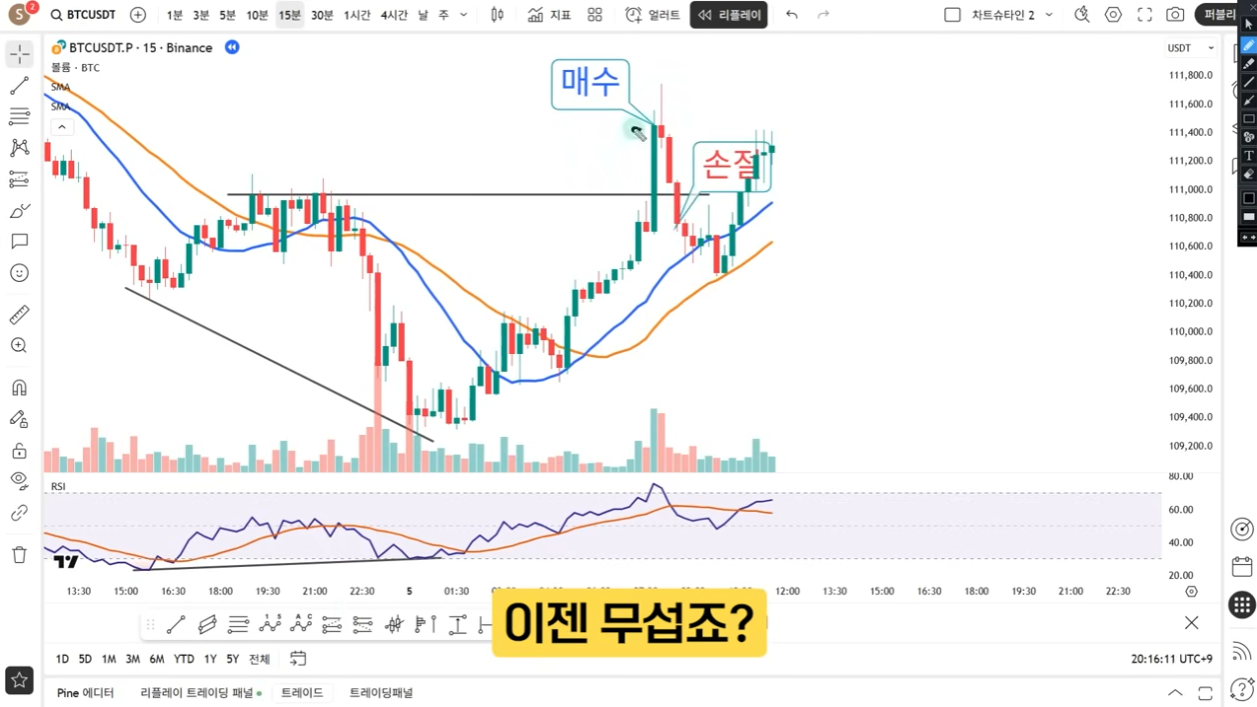 S 2 BTCUSDT 1분 3분 5분 10분 15분 30분 1시간 4시간 날 주 지표 얼러트 리플레이 차트슈타인 2 퍼블리
BTCUSDT.P · 15 · Binance
볼륨 · BTC
SMA
SMA
매수
손절
USDT
111,800.0
111,600.0
111,400.0
111,200.0
111,000.0
110,800.0
110,600.0
110,400.0
110,200.0
110,000.0
109,800.0
109,600.0
109,400.0
109,200.0
RSI
80.00
60.00
40.00
20.00
13:30 15:00 16:30 18:00 19:30 21:00 22:30 5 01:30 12:00 13:30 15:00 16:30 18:00 19:30 21:00 22:30
이젠 무섭죠?
1D 5D 1M 3M 6M YTD 1Y 5Y 전체 20:16:11 UTC+9
Pine 에디터 리플레이 트레이딩 패널 트레이드 트레이딩패널